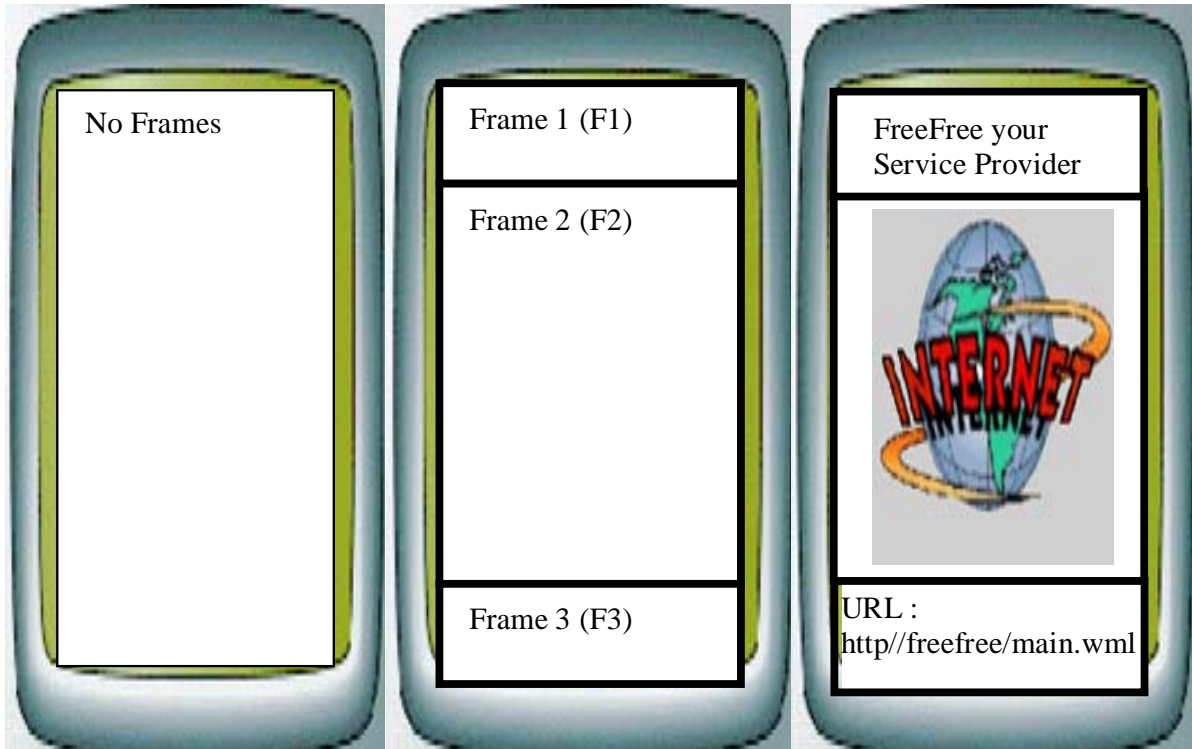 No Frames
Frame 1 (F1)
Frame 2 (F2)
Frame 3 (F3)
FreeFree your
Service Provider
INTERNET
URL :
http//freefree/main.wml